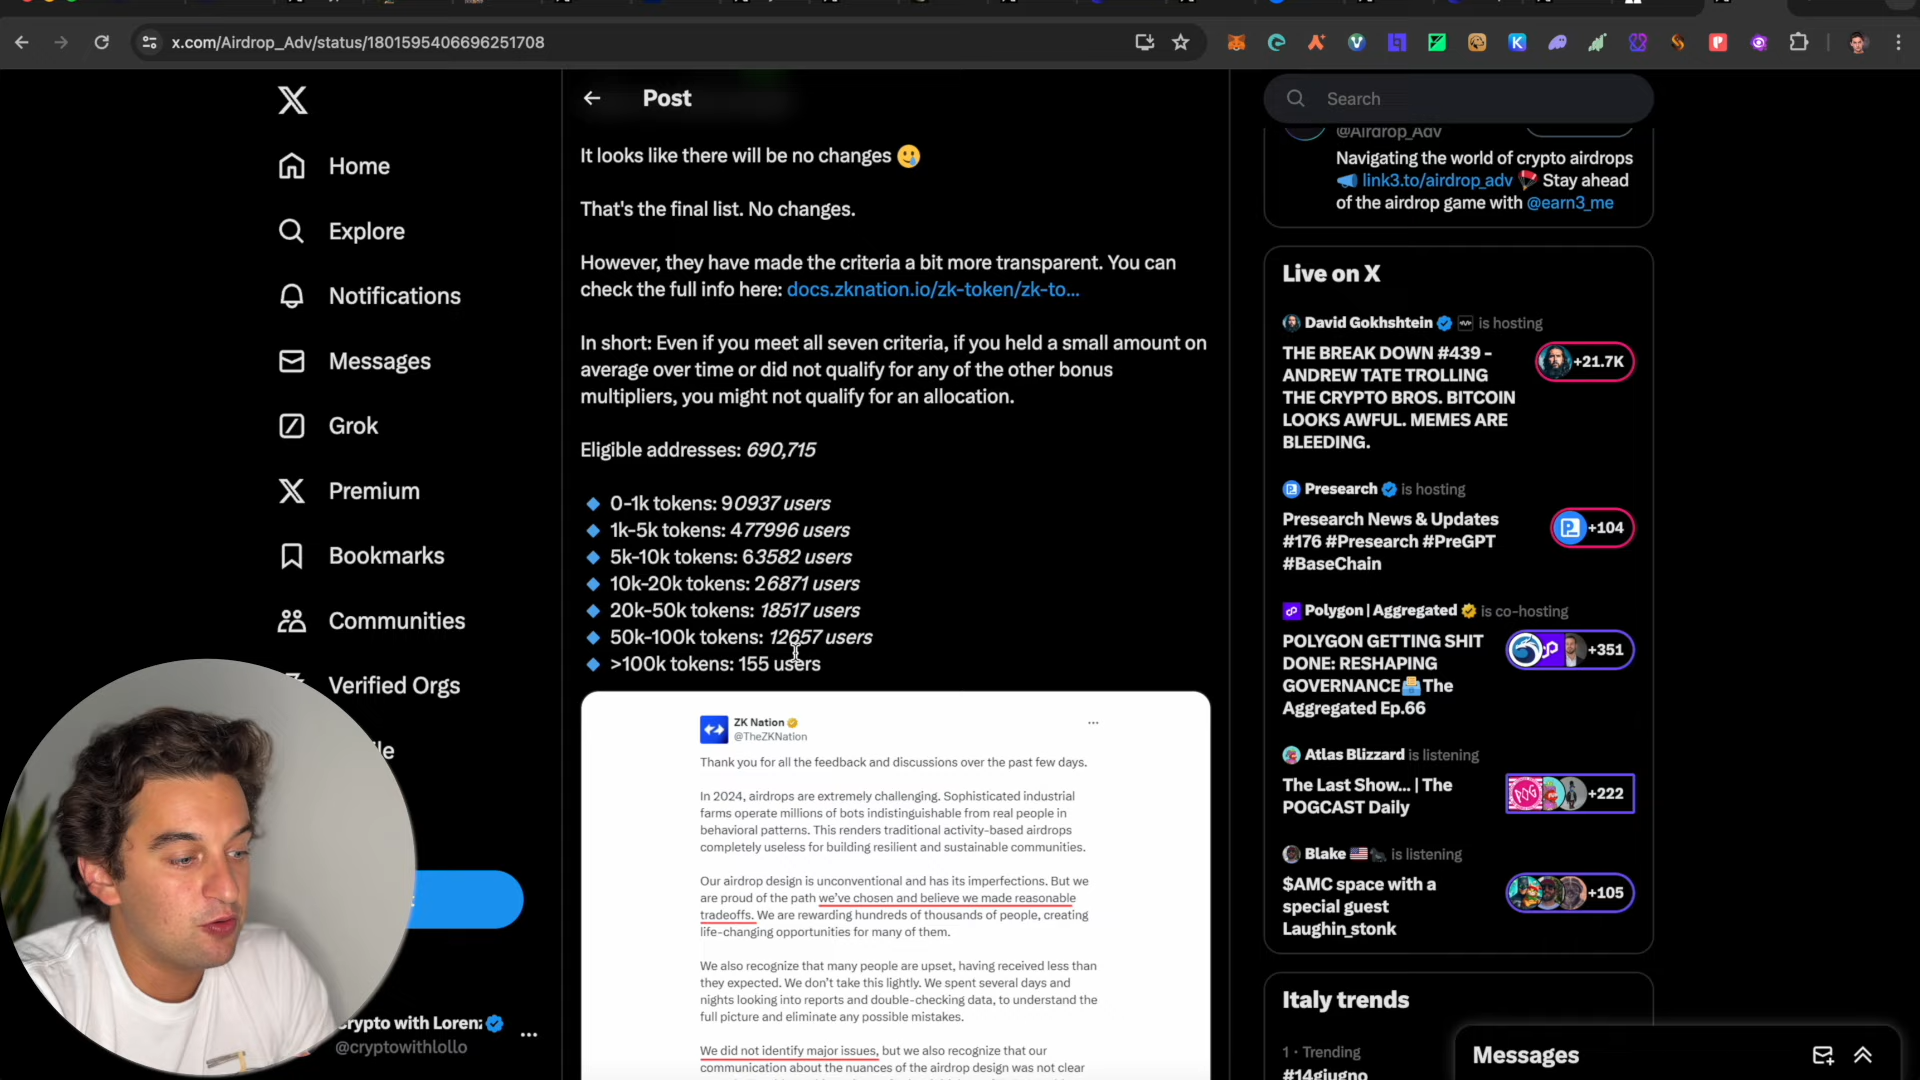 x.com/Airdrop_Adv/status/1801595406696251708
Home
Explore
Notifications
Messages
Grok
Bookmarks
Premium
Communities
Verified Orgs
@cryptowithlollo
Post
It looks like there will be no changes 🥲
That's the final list. No changes.
However, they have made the criteria a bit more transparent. You can
check the full info here: docs.zknation.io/zk-token/zk-to...
In short: Even if you meet all seven criteria, if you held a small amount on
average over time or did not qualify for any of the other bonus
multipliers, you might not qualify for an allocation.
Eligible addresses: 690,715
🔹 0-1k tokens: 90937 users
🔹 1k-5k tokens: 477996 users
🔹 5k-10k tokens: 63582 users
🔹 10k-20k tokens: 26871 users
🔹 20k-50k tokens: 18517 users
🔹 50k-100k tokens: 12657 users
🔹 >100k tokens: 155 users
ZK Nation
@TheZKNation
Thank you for all the feedback and discussions over the past few days.
In 2024, airdrops are extremely challenging. Sophisticated industrial
farms operate millions of bots indistinguishable from real people in
behavioral patterns. This renders traditional activity-based airdrops
completely useless for building resilient and sustainable communities.
Our airdrop design is unconventional and has its imperfections. But we
are proud of the path we've chosen and believe we made reasonable
tradeoffs. We are rewarding hundreds of thousands of people, creating
life-changing opportunities for many of them.
We also recognize that many people are upset, having received less than
they expected. We don't take this lightly. We spent several days and
nights looking into reports and double-checking data, to understand the
full picture and eliminate any possible mistakes.
We did not identify major issues, but we also recognize that our
communication about the nuances of the airdrop design was not clear
Search
@Airdrop_Adv
Navigating the world of crypto airdrops
📣 link3.to/airdrop_adv 🪂 Stay ahead
of the airdrop game with @earn3_me
Live on X
David Gokhshtein is hosting
THE BREAK DOWN #439 -
ANDREW TATE TROLLING
THE CRYPTO BROS. BITCOIN
LOOKS AWFUL. MEMES ARE
BLEEDING.
+21.7K
Presearch is hosting
Presearch News & Updates
#176 #Presearch #PreGPT
#BaseChain
+104
Polygon | Aggregated is co-hosting
POLYGON GETTING SHIT
DONE: RESHAPING
GOVERNANCE🗳️The
Aggregated Ep.66
+351
Atlas Blizzard is listening
The Last Show... | The
POGCAST Daily
+222
Blake 🇺🇸🦍 is listening
$AMC space with a
special guest
Laughin_stonk
+105
Italy trends
1 · Trending
#14giugno
Messages